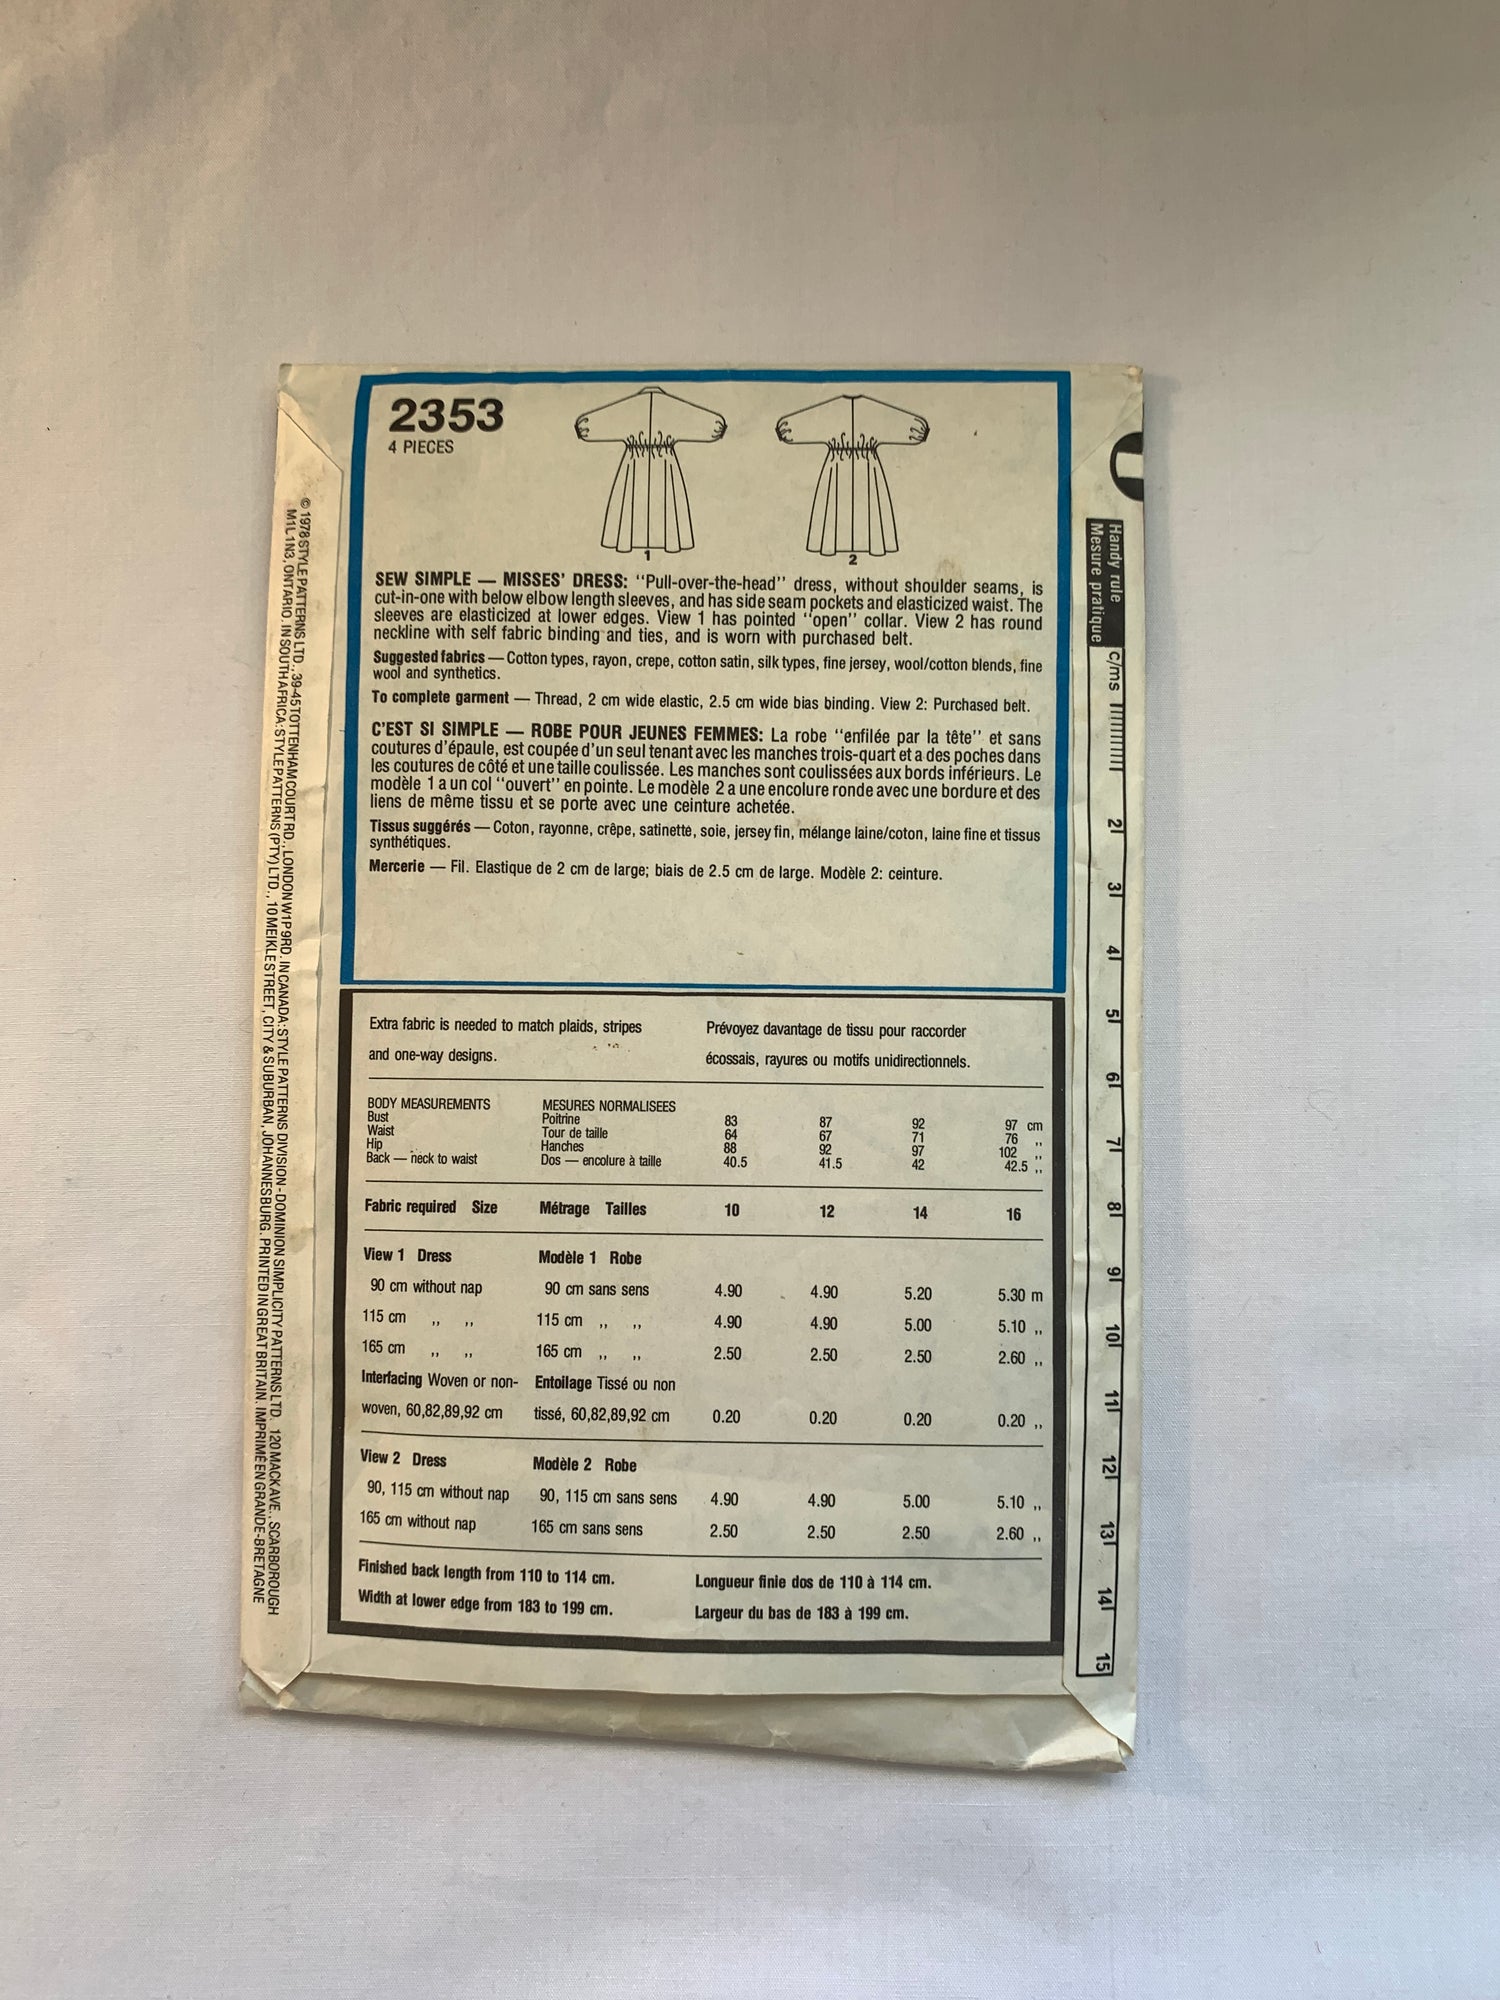 2353
4 PIECES
1
2
SEW SIMPLE — MISSES' DRESS: "Pull-over-the-head" dress, without shoulder seams, is
cut-in-one with below elbow length sleeves, and has side seam pockets and elasticized waist. The
sleeves are elasticized at lower edges. View 1 has pointed "open" collar. View 2 has round
neckline with self fabric binding and ties, and is worn with purchased belt.
Suggested fabrics — Cotton types, rayon, crepe, cotton satin, silk types, fine jersey, wool/cotton blends, fine
wool and synthetics.
To complete garment — Thread, 2 cm wide elastic, 2.5 cm wide bias binding. View 2: Purchased belt.
C'EST SI SIMPLE — ROBE POUR JEUNES FEMMES: La robe "enfilée par la tête" et sans
coutures d'épaule, est coupée d'un seul tenant avec les manches trois-quart et a des poches dans
les coutures de côté et une taille coulissée. Les manches sont coulissées aux bords inférieurs. Le
modèle 1 a un col "ouvert" en pointe. Le modèle 2 a une encolure ronde avec une bordure et des
liens de même tissu et se porte avec une ceinture achetée.
Tissus suggérés — Coton, rayonne, crêpe, satinette, soie, jersey fin, mélange laine/coton, laine fine et tissus
synthétiques.
Mercerie — Fil. Elastique de 2 cm de large; biais de 2.5 cm de large. Modèle 2: ceinture.
Extra fabric is needed to match plaids, stripes
and one-way designs.
Prévoyez davantage de tissu pour raccorder
écossais, rayures ou motifs unidirectionnels.
BODY MEASUREMENTS MESURES NORMALISEES
Bust Poitrine 83 87 92 97 cm
Waist Tour de taille 64 67 71 76 ,,
Hip Hanches 88 92 97 102 ,,
Back — neck to waist Dos — encolure à taille 40.5 41.5 42 42.5 ,,
Fabric required Size Métrage Tailles 10 12 14 16
View 1 Dress Modèle 1 Robe
90 cm without nap 90 cm sans sens 4.90 4.90 5.20 5.30 m
115 cm ,, ,, 115 cm ,, ,, 4.90 4.90 5.00 5.10 ,,
165 cm ,, ,, 165 cm ,, ,, 2.50 2.50 2.50 2.60 ,,
Interfacing Woven or non- Entoilage Tissé ou non
woven, 60,82,89,92 cm tissé, 60,82,89,92 cm 0.20 0.20 0.20 0.20 ,,
View 2 Dress Modèle 2 Robe
90, 115 cm without nap 90, 115 cm sans sens 4.90 4.90 5.00 5.10 ,,
165 cm without nap 165 cm sans sens 2.50 2.50 2.50 2.60 ,,
Finished back length from 110 to 114 cm.
Width at lower edge from 183 to 199 cm.
Longueur finie dos de 110 à 114 cm.
Largeur du bas de 183 à 199 cm.
© 1978 STYLE PATTERNS LTD., 39-45 TOTTENHAM COURT RD., LONDON W1P 9RD. IN CANADA: STYLE PATTERNS DIVISION - DOMINION SIMPLICITY PATTERNS LTD. 120 MACK AVE., SCARBOROUGH
M1L 1N3, ONTARIO. IN SOUTH AFRICA: STYLE PATTERNS (PTY) LTD., 10 MEIKLE STREET, CITY & SUBURBAN, JOHANNESBURG. PRINTED IN GREAT BRITAIN. IMPRIMÉ EN GRANDE-BRETAGNE
Handy rule
Mesure pratique
c/ms 1 2 3 4 5 6 7 8 9 10 11 12 13 14 15